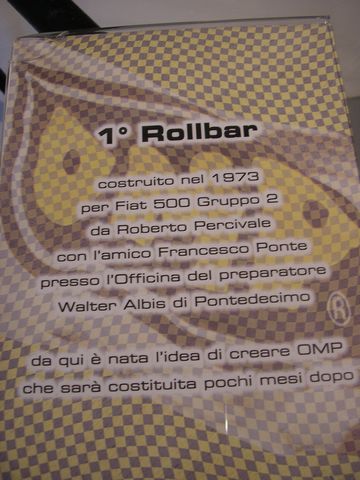 1° Rollbar
costruito nel 1973
per Fiat 500 Gruppo 2
da Roberto Percivale
con l'amico Francesco Ponte
presso l'Officina del preparatore
Walter Albis di Pontedecimo
®
da qui è nata l'idea di creare OMP
che sarà costituita pochi mesi dopo